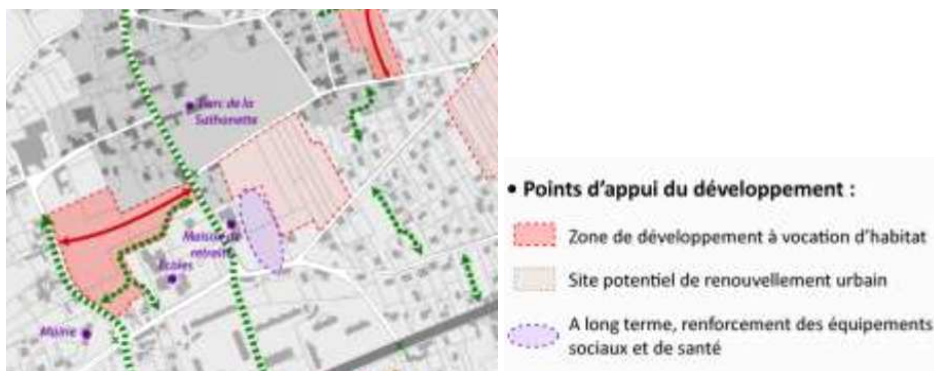 Parc de la
Sathonette
Maison de
retraite
Ecoles
Mairie
• Points d'appui du développement :
Zone de développement à vocation d'habitat
Site potentiel de renouvellement urbain
A long terme, renforcement des équipements
sociaux et de santé